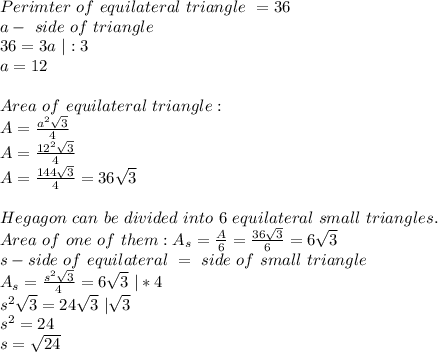 Perimter of equilateral triangle = 36
a − side of triangle
36 = 3a | : 3
a = 12
Area of equilateral triangle :
A = \frac{a^2\sqrt{3}}{4}
A = \frac{12^2\sqrt{3}}{4}
A = \frac{144\sqrt{3}}{4} = 36\sqrt{3}
Hegagon can be divided into 6 equilateral small triangles.
Area of one of them : A_s = \frac{A}{6} = \frac{36\sqrt{3}}{6} = 6\sqrt{3}
s − side of equilateral = side of small triangle
A_s = \frac{s^2\sqrt{3}}{4} = 6\sqrt{3} | * 4
s^2\sqrt{3} = 24\sqrt{3} |\sqrt{3}
s^2 = 24
s = \sqrt{24}